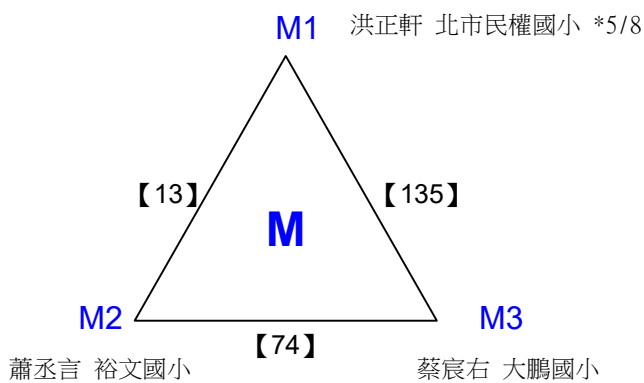 M1 洪正軒 北市民權國小 *5/8
【13】 【135】
M
M2 M3
【74】
蕭丞言 裕文國小 蔡宸右 大鵬國小